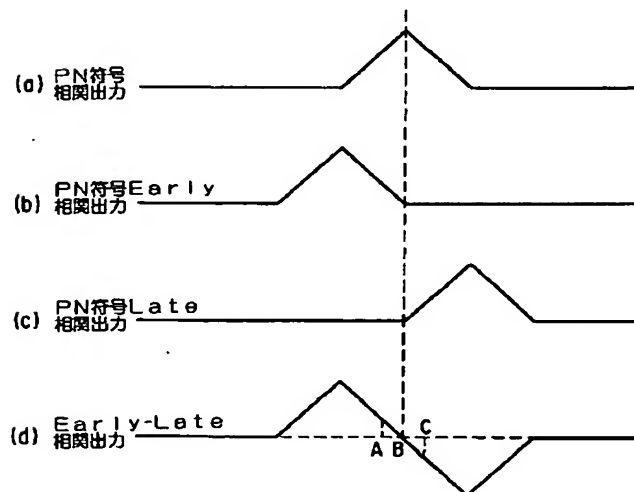 (a) PN符号
相関出力
(b) PN符号Early
相関出力
(c) PN符号Late
相関出力
(d) Early-Late
相関出力
A B C